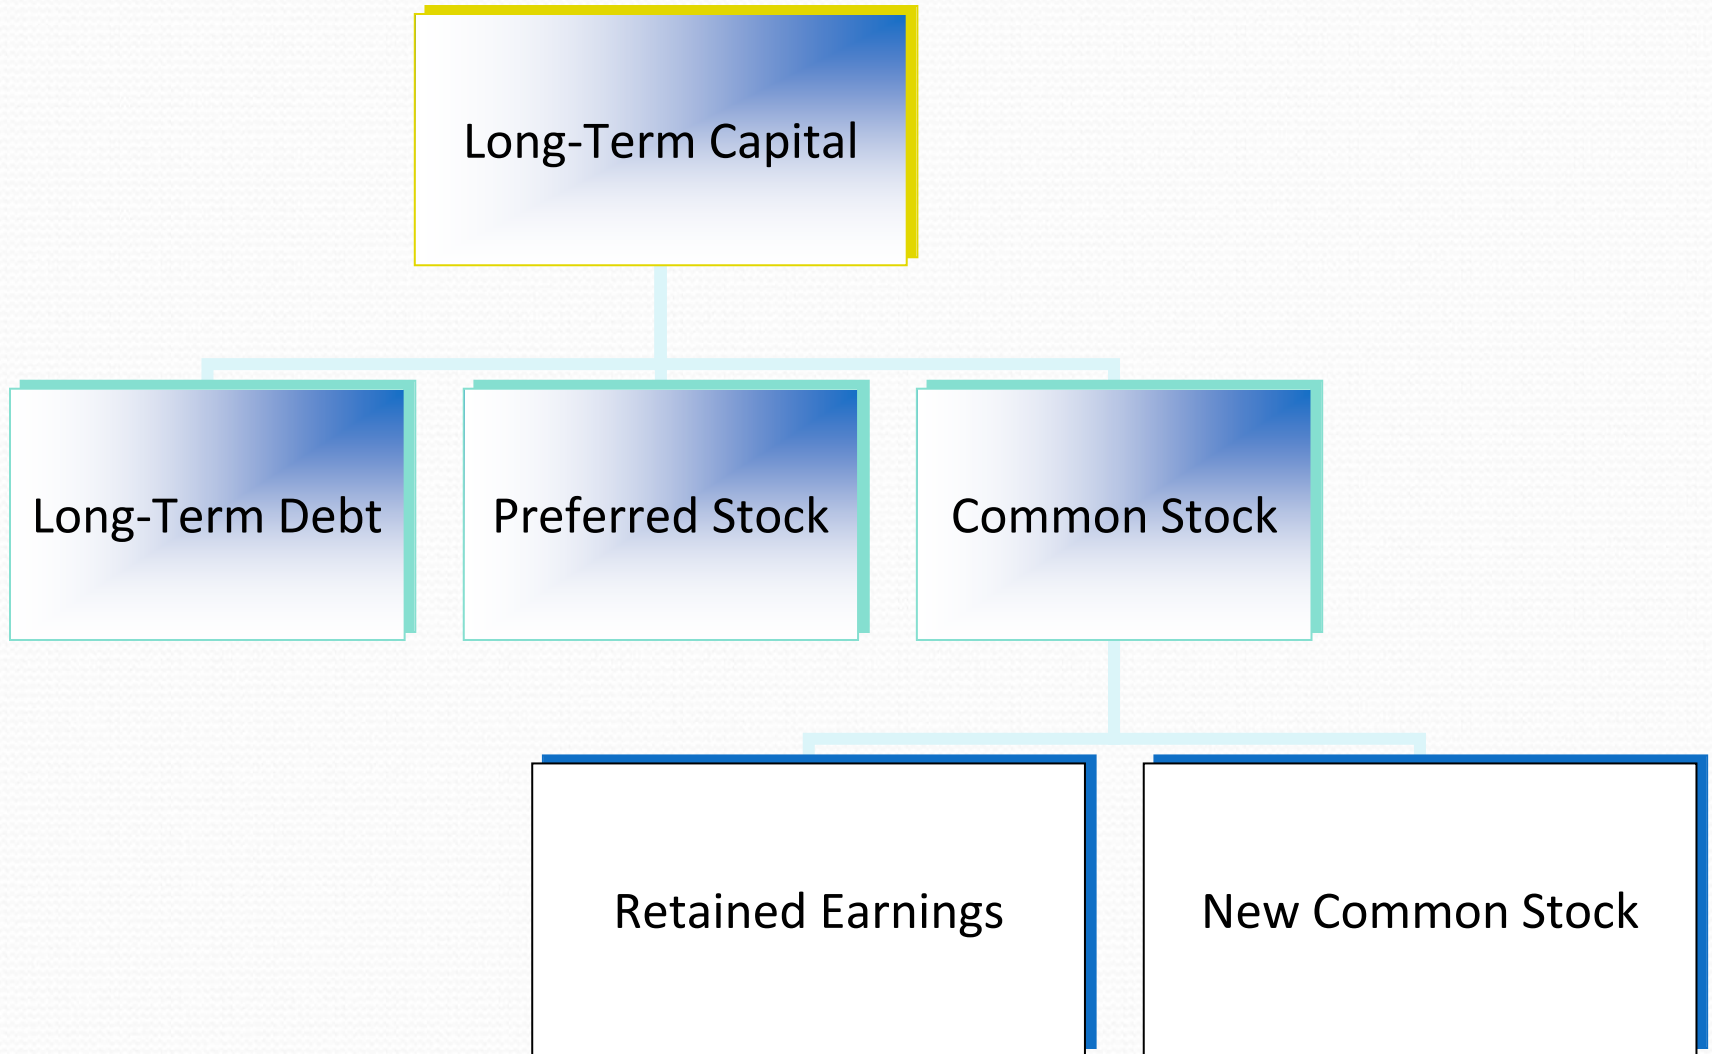 Long-Term Capital
Long-Term Debt
Preferred Stock
Common Stock
Retained Earnings
New Common Stock